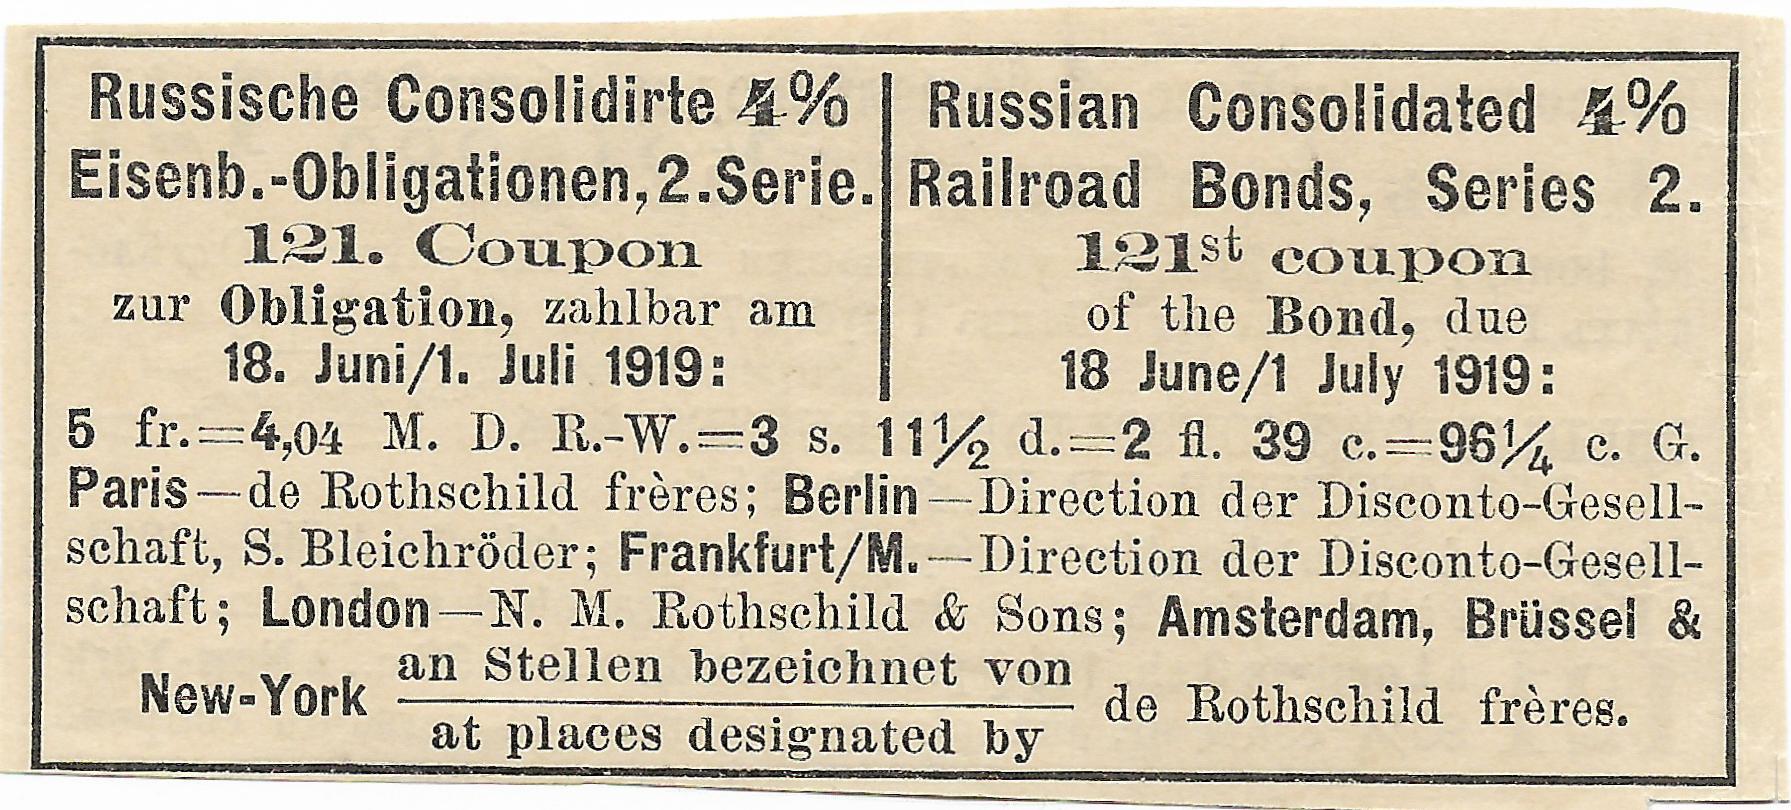 Russische Consolidirte 4%
Eisenb.-Obligationen, 2. Serie.
121. Coupon
zur Obligation, zahlbar am
18. Juni/1. Juli 1919:
Russian Consolidated 4%
Railroad Bonds, Series 2.
121st coupon
of the Bond, due
18 June/1 July 1919:
5 fr.=4,04 M. D. R.-W.=3 s. 11½ d.=2 fl. 39 c.=96¼ c. G.
Paris—de Rothschild frères; Berlin—Direction der Disconto-Gesell-
schaft, S. Bleichröder; Frankfurt/M.—Direction der Disconto-Gesell-
schaft; London—N. M. Rothschild & Sons; Amsterdam, Brüssel &
New-York an Stellen bezeichnet von
at places designated by de Rothschild frères.